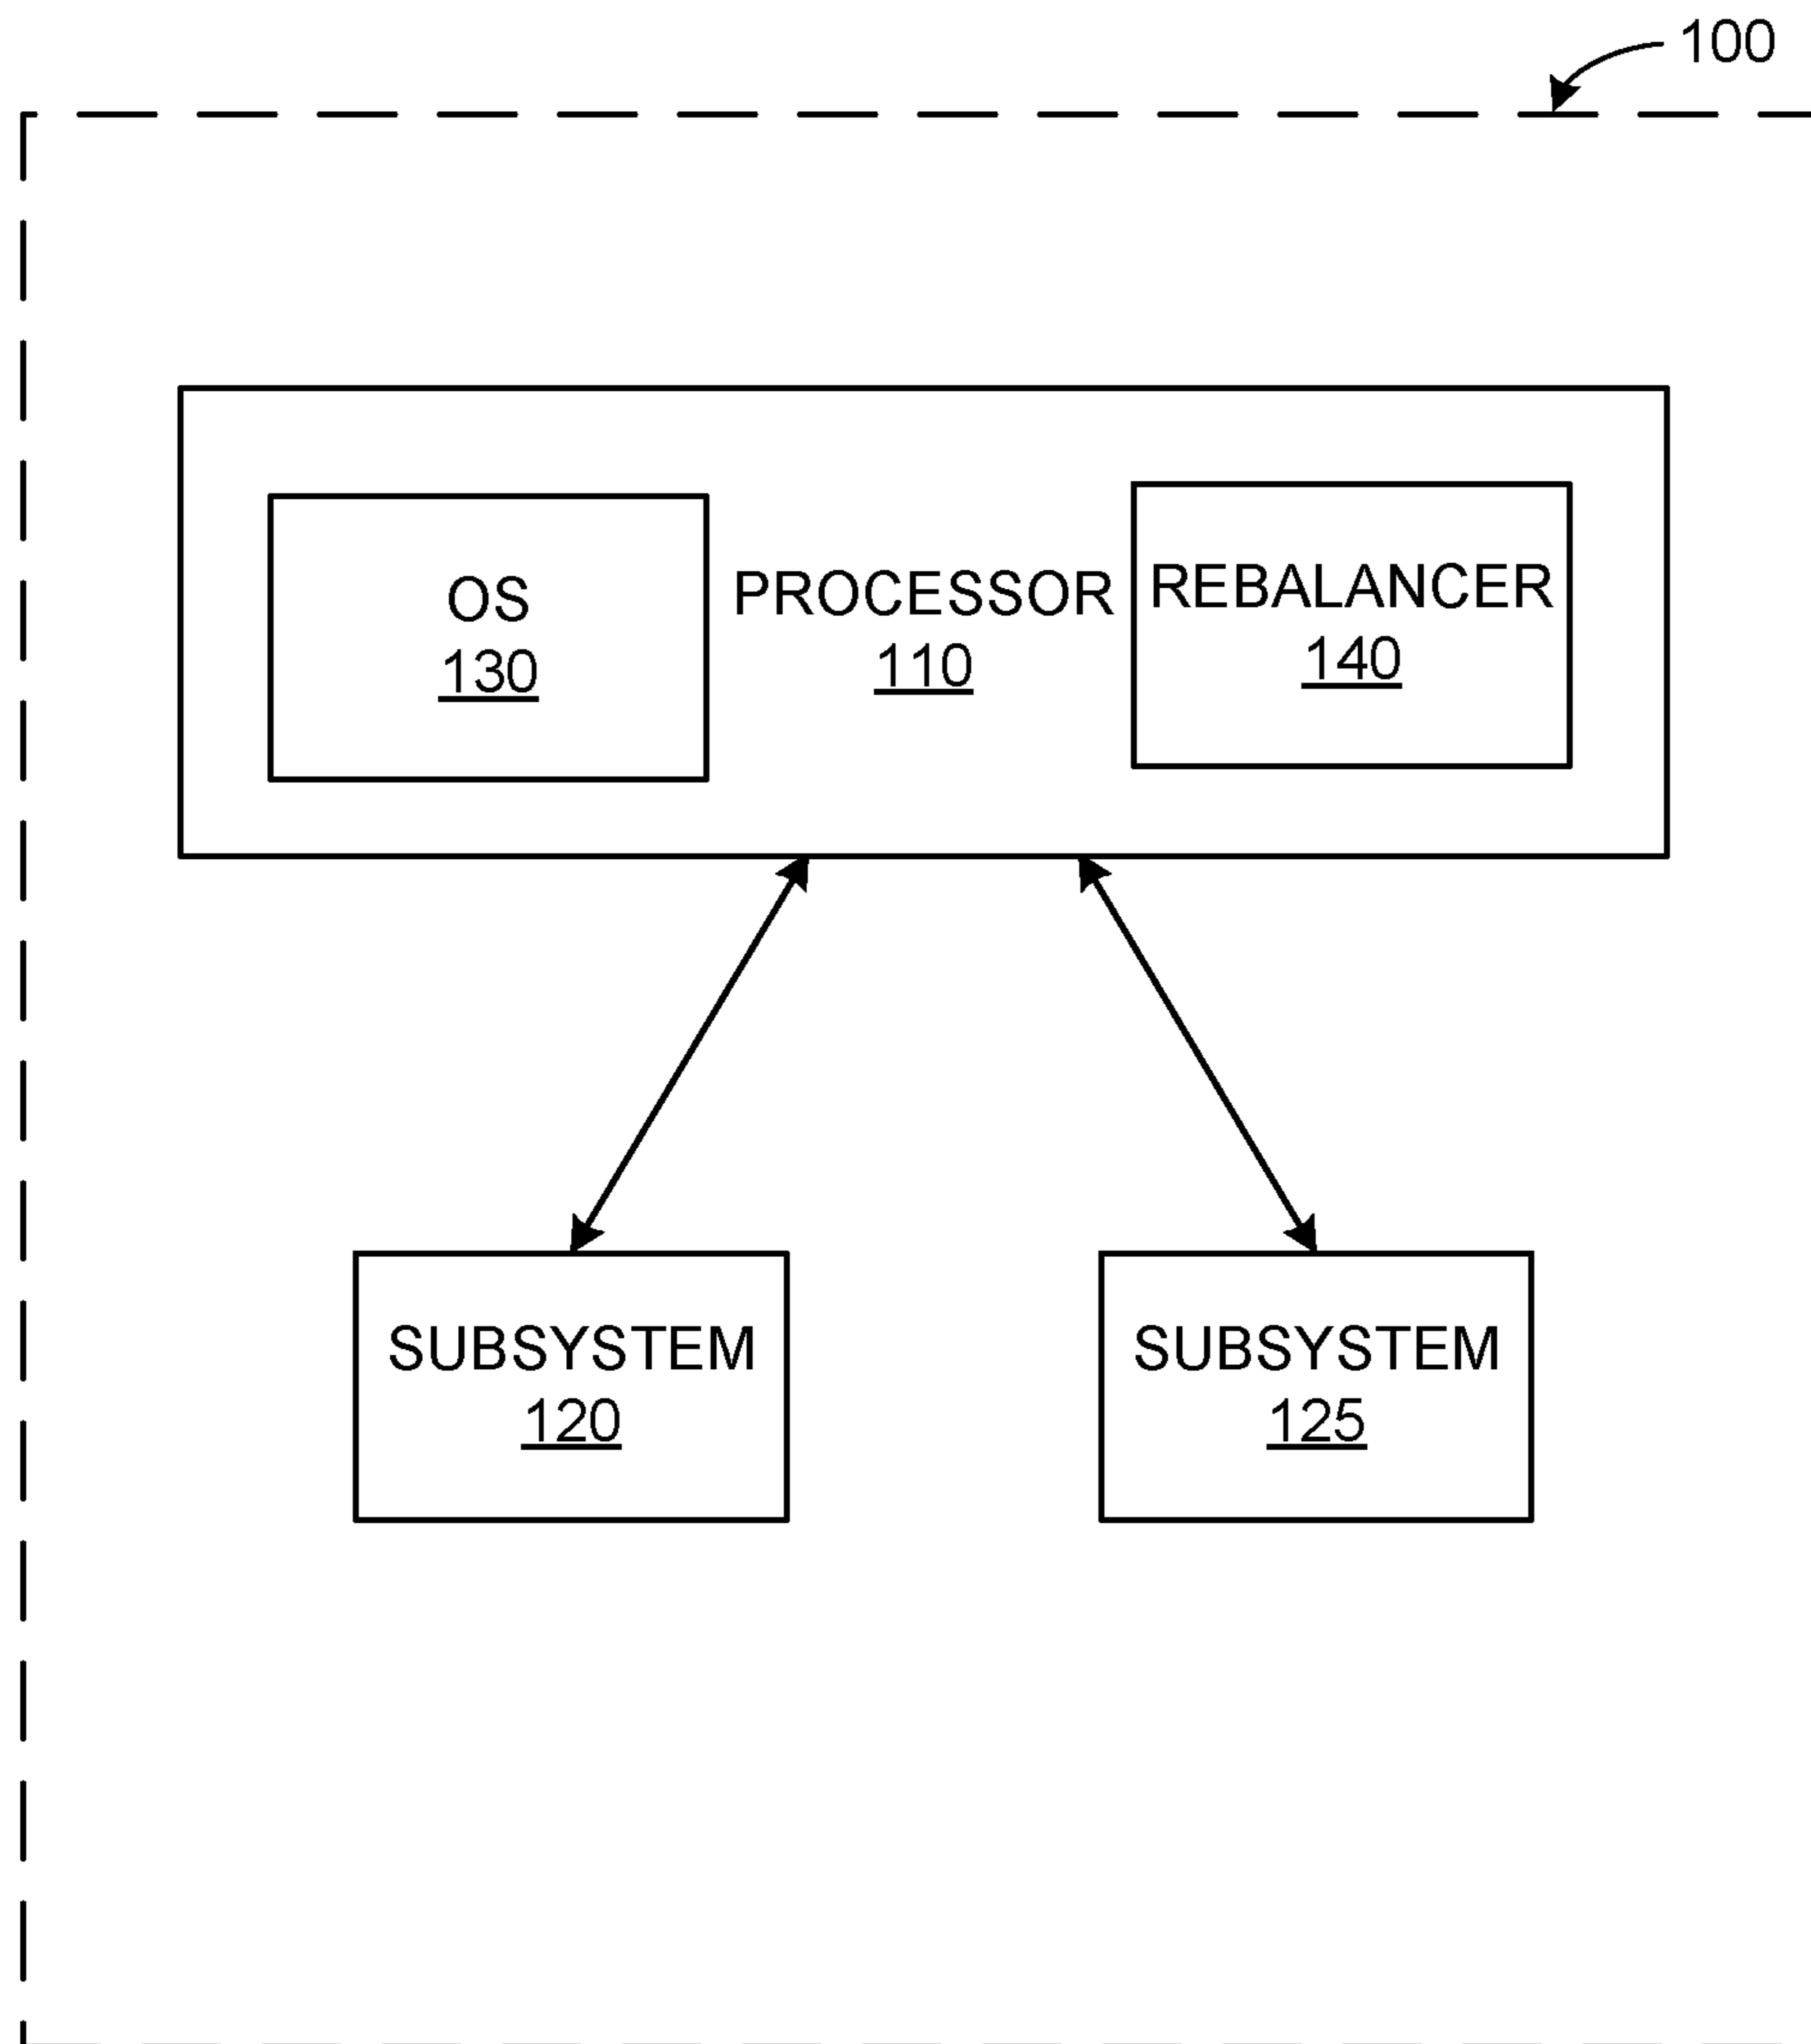 100
OS
130
PROCESSOR
110
REBALANCER
140
SUBSYSTEM
120
SUBSYSTEM
125